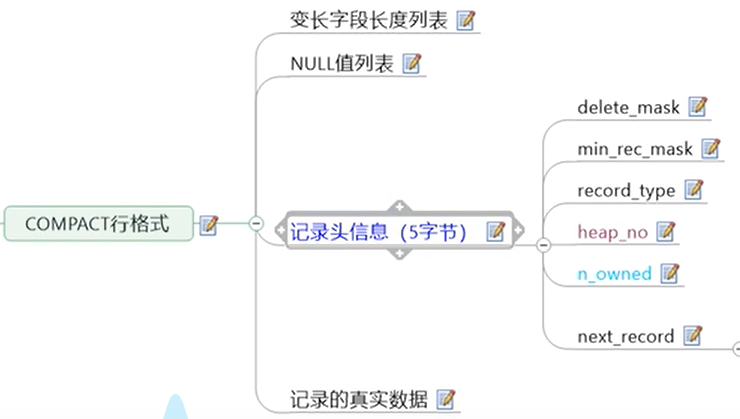 变长字段长度列表
NULL值列表
delete_mask
min_rec_mask
record_type
COMPACT行格式
记录头信息（5字节）
heap_no
n_owned
next_record
记录的真实数据